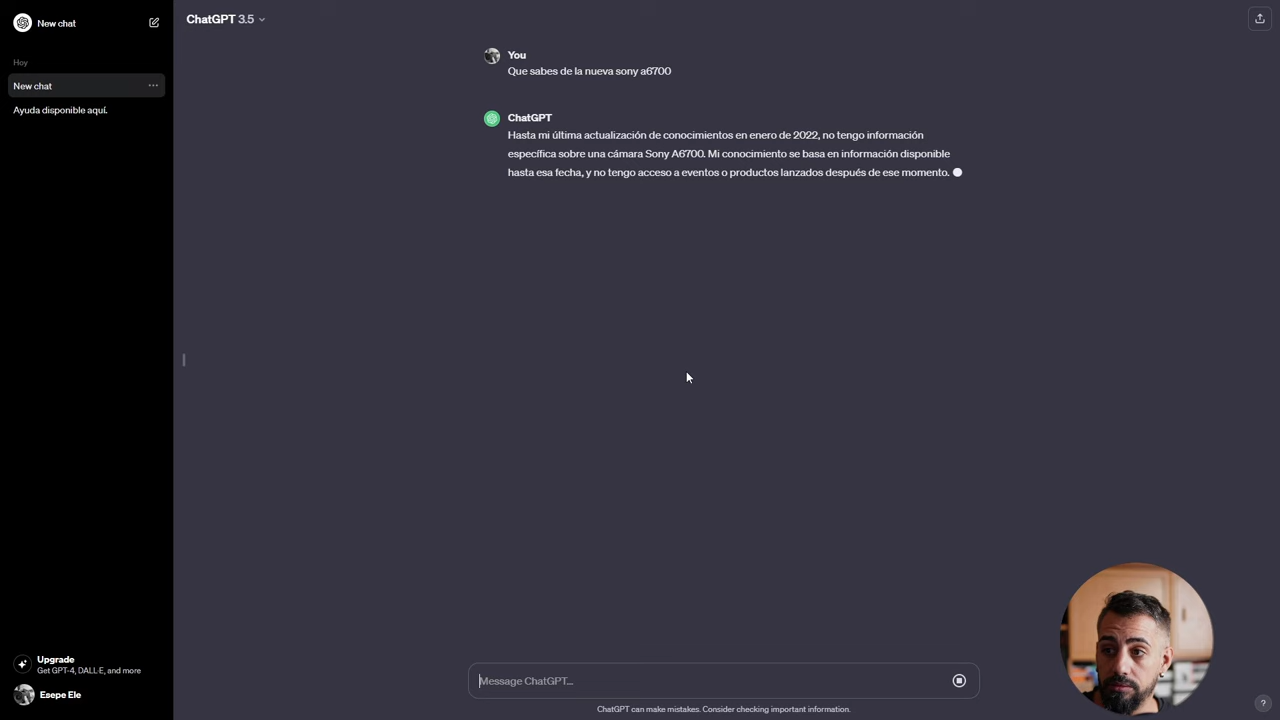 New chat
ChatGPT 3.5
Hoy
New chat
Ayuda disponible aquí.
You
Que sabes de la nueva sony a6700
ChatGPT
Hasta mi última actualización de conocimientos en enero de 2022, no tengo información
específica sobre una cámara Sony A6700. Mi conocimiento se basa en información disponible
hasta esa fecha, y no tengo acceso a eventos o productos lanzados después de ese momento.
Upgrade
Get GPT-4, DALL·E, and more
Esepe Ele
Message ChatGPT...
ChatGPT can make mistakes. Consider checking important information.
?